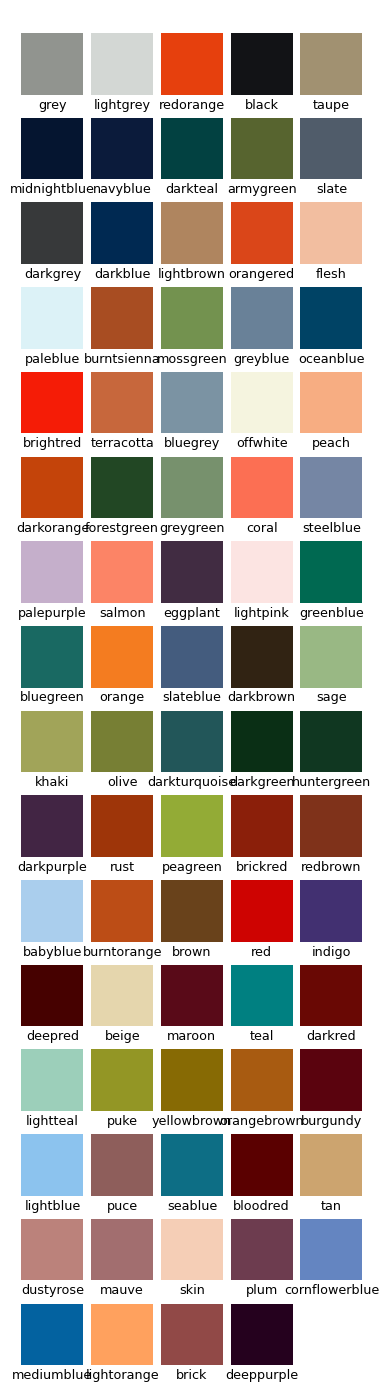 grey lightgrey redorange black taupe
midnightblue navyblue darkteal armygreen slate
darkgrey darkblue lightbrown orangered flesh
paleblue burntsienna mossgreen greyblue oceanblue
brightred terracotta bluegrey offwhite peach
darkorange forestgreen greygreen coral steelblue
palepurple salmon eggplant lightpink greenblue
bluegreen orange slateblue darkbrown sage
khaki olive darkturquoise darkgreen huntergreen
darkpurple rust peagreen brickred redbrown
babyblue burntorange brown red indigo
deepred beige maroon teal darkred
lightteal puke yellowbrown orangebrown burgundy
lightblue puce seablue bloodred tan
dustyrose mauve skin plum cornflowerblue
mediumblue lightorange brick deeppurple